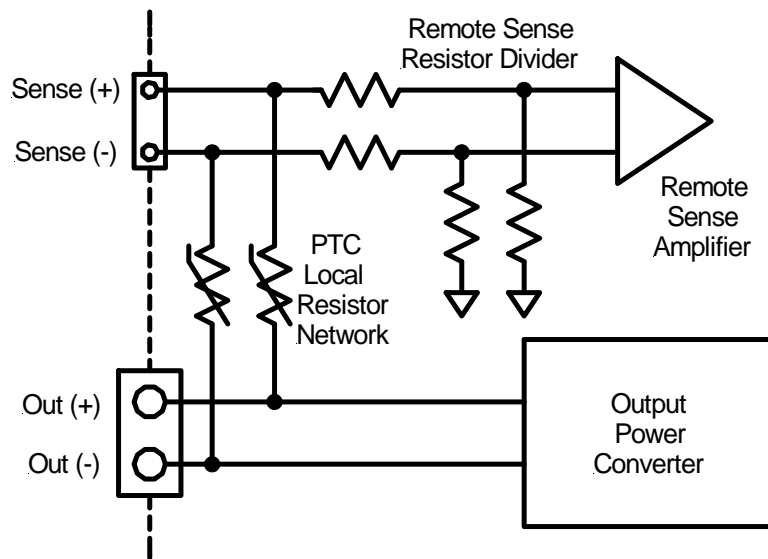 Remote Sense
Resistor Divider
Sense (+)
Sense (-)
Remote
Sense
Amplifier
PTC
Local
Resistor
Network
Out (+)
Out (-)
Output
Power
Converter